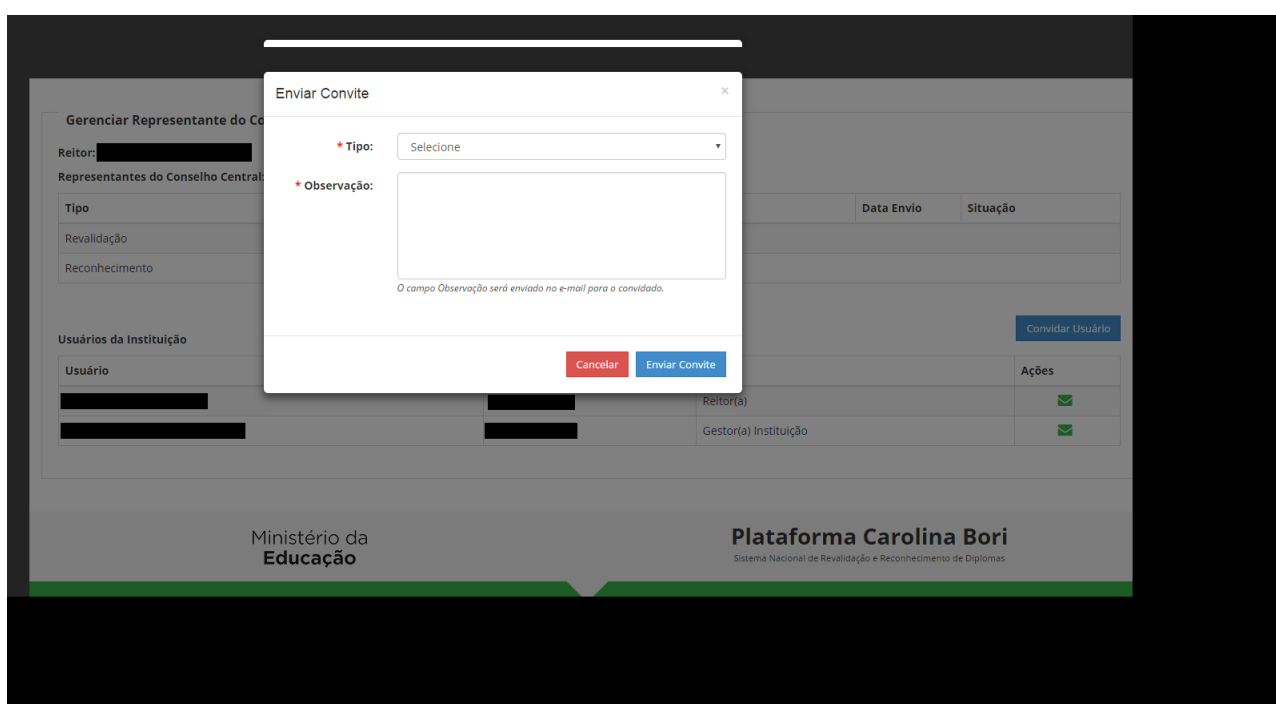 Enviar Convite ×
Gerenciar Representante do Co
* Tipo: Selecione
Reitor:
Representantes do Conselho Central:
* Observação:
Tipo Data Envio Situação
Revalidação
Reconhecimento
O campo Observação será enviado no e-mail para o convidado.
Convidar Usuário
Usuários da Instituição
Cancelar Enviar Convite
Usuário Ações
Reitor(a)
Gestor(a) Instituição
Ministério da
Educação
Plataforma Carolina Bori
Sistema Nacional de Revalidação e Reconhecimento de Diplomas